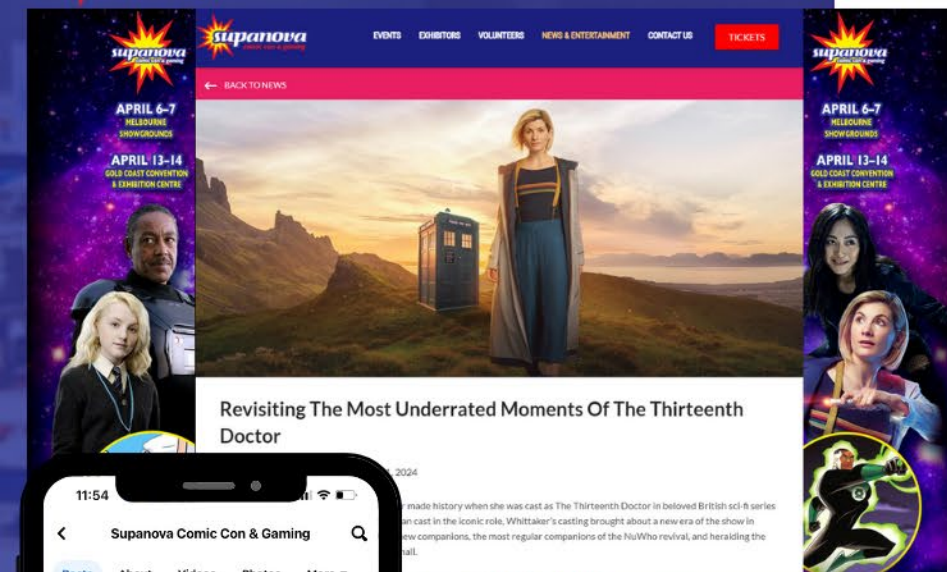 supanova
comic con & gaming
EVENTS EXHIBITORS VOLUNTEERS NEWS & ENTERTAINMENT CONTACT US TICKETS
← BACK TO NEWS
supanova
comic con & gaming
APRIL 6–7
MELBOURNE
SHOWGROUNDS
APRIL 13–14
GOLD COAST CONVENTION
& EXHIBITION CENTRE
supanova
comic con & gaming
APRIL 6–7
MELBOURNE
SHOWGROUNDS
APRIL 13–14
GOLD COAST CONVENTION
& EXHIBITION CENTRE
Revisiting The Most Underrated Moments Of The Thirteenth
Doctor
, 2024
made history when she was cast as The Thirteenth Doctor in beloved British sci-fi series
cast in the iconic role, Whittaker's casting brought about a new era of the show in
new companions, the most regular companions of the NuWho revival, and heralding the
11:54
Supanova Comic Con & Gaming
Posts About Videos Photos More